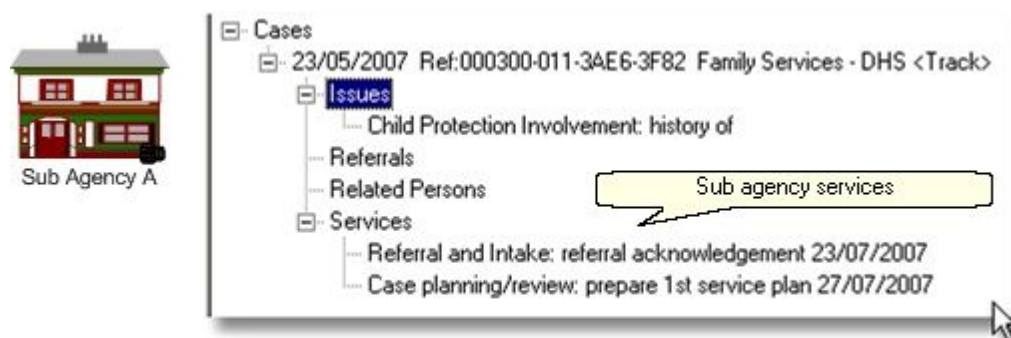 Cases
23/05/2007 Ref:000300-011-3AE6-3F82 Family Services - DHS <Track>
Issues
Child Protection Involvement: history of
Referrals
Related Persons
Sub agency services
Services
Referral and Intake: referral acknowledgement 23/07/2007
Case planning/review: prepare 1st service plan 27/07/2007
Sub Agency A